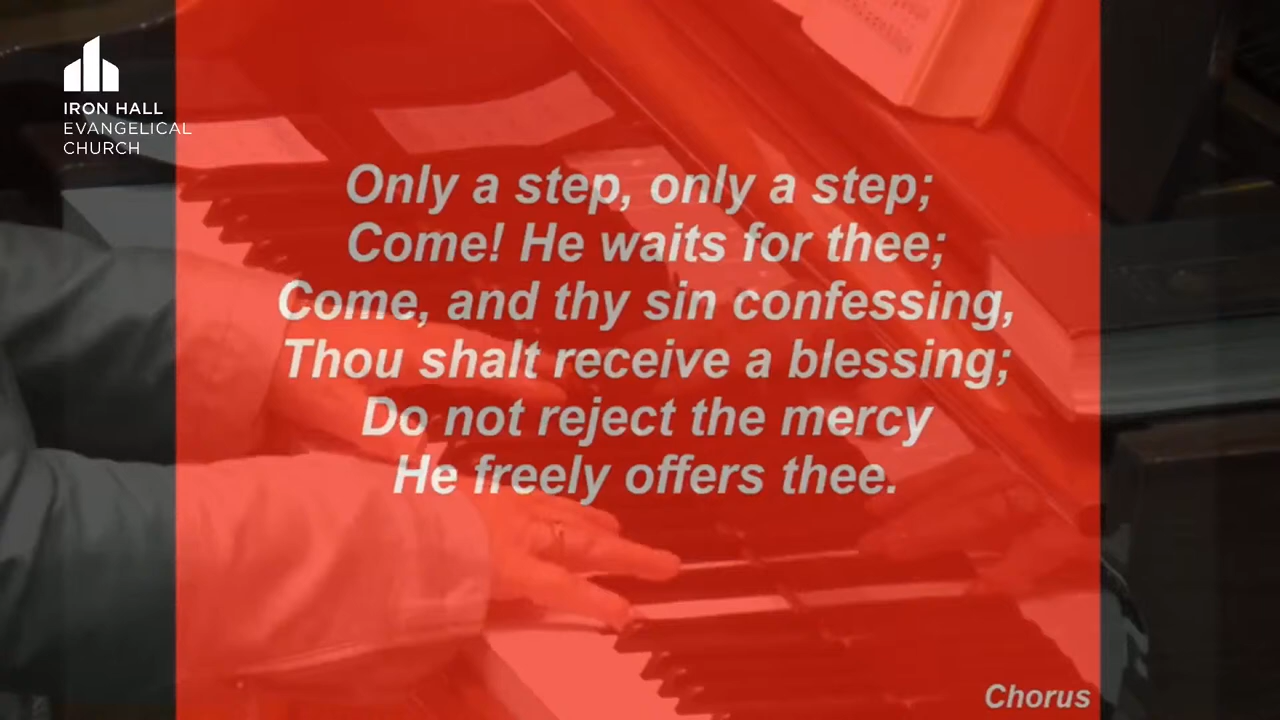 IRON HALL
EVANGELICAL
CHURCH
Only a step, only a step;
Come! He waits for thee;
Come, and thy sin confessing,
Thou shalt receive a blessing;
Do not reject the mercy
He freely offers thee.
Chorus